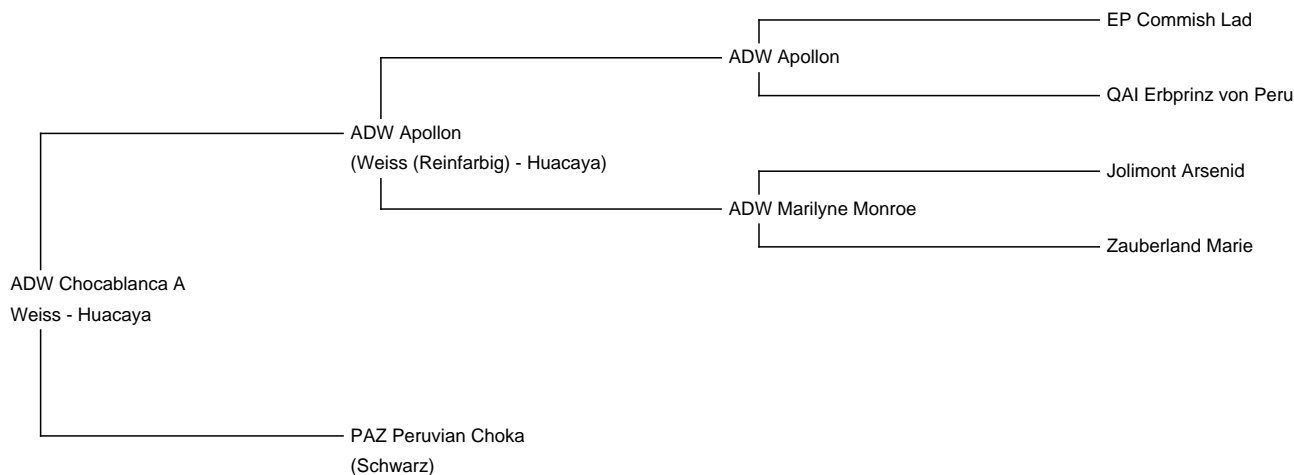 EP Commish Lad
ADW Apollon
QAI Erbprinz von Peru
ADW Apollon
(Weiss (Reinfarbig) - Huacaya)
Jolimont Arsenid
ADW Marilyne Monroe
Zauberland Marie
ADW Chocablanca A
Weiss - Huacaya
PAZ Peruvian Choka
(Schwarz)